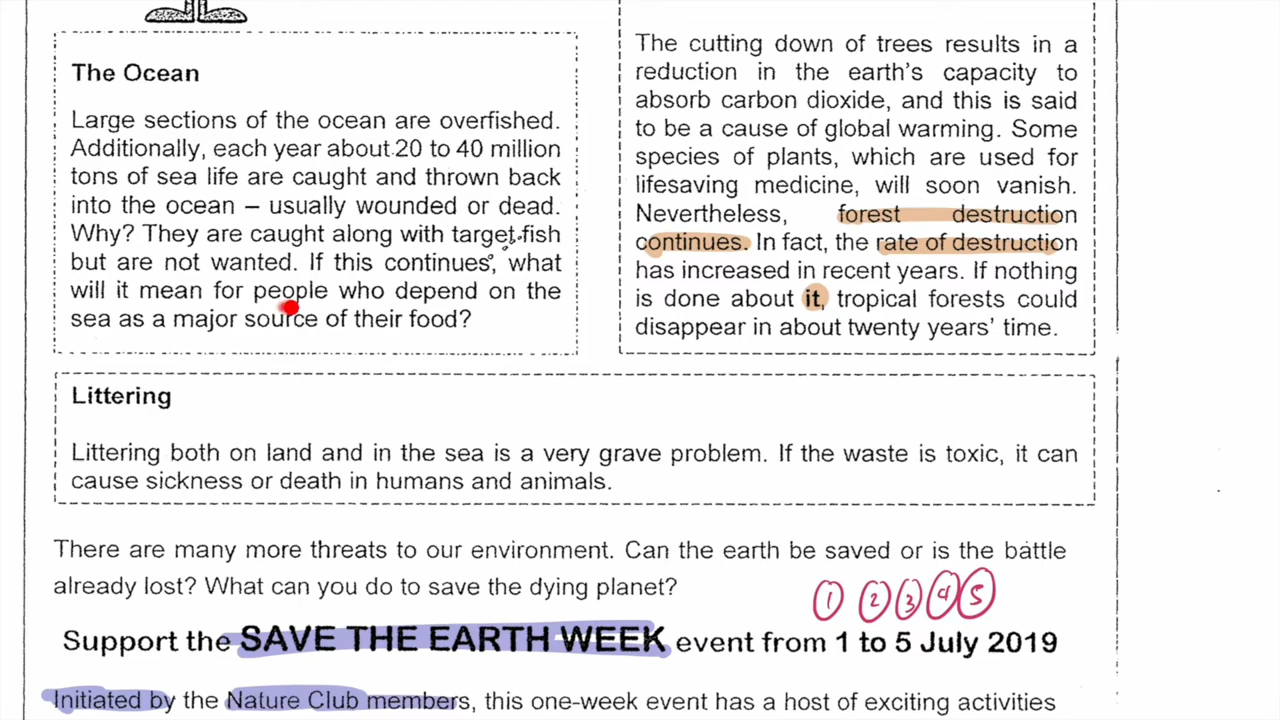 The Ocean
Large sections of the ocean are overfished.
Additionally, each year about 20 to 40 million
tons of sea life are caught and thrown back
into the ocean – usually wounded or dead.
Why? They are caught along with target fish
but are not wanted. If this continues, what
will it mean for people who depend on the
sea as a major source of their food?
The cutting down of trees results in a
reduction in the earth's capacity to
absorb carbon dioxide, and this is said
to be a cause of global warming. Some
species of plants, which are used for
lifesaving medicine, will soon vanish.
Nevertheless, forest destruction
continues. In fact, the rate of destruction
has increased in recent years. If nothing
is done about it, tropical forests could
disappear in about twenty years' time.
Littering
Littering both on land and in the sea is a very grave problem. If the waste is toxic, it can
cause sickness or death in humans and animals.
There are many more threats to our environment. Can the earth be saved or is the battle
already lost? What can you do to save the dying planet?
1 2 3 4 5
Support the SAVE THE EARTH WEEK event from 1 to 5 July 2019
Initiated by the Nature Club members, this one-week event has a host of exciting activities